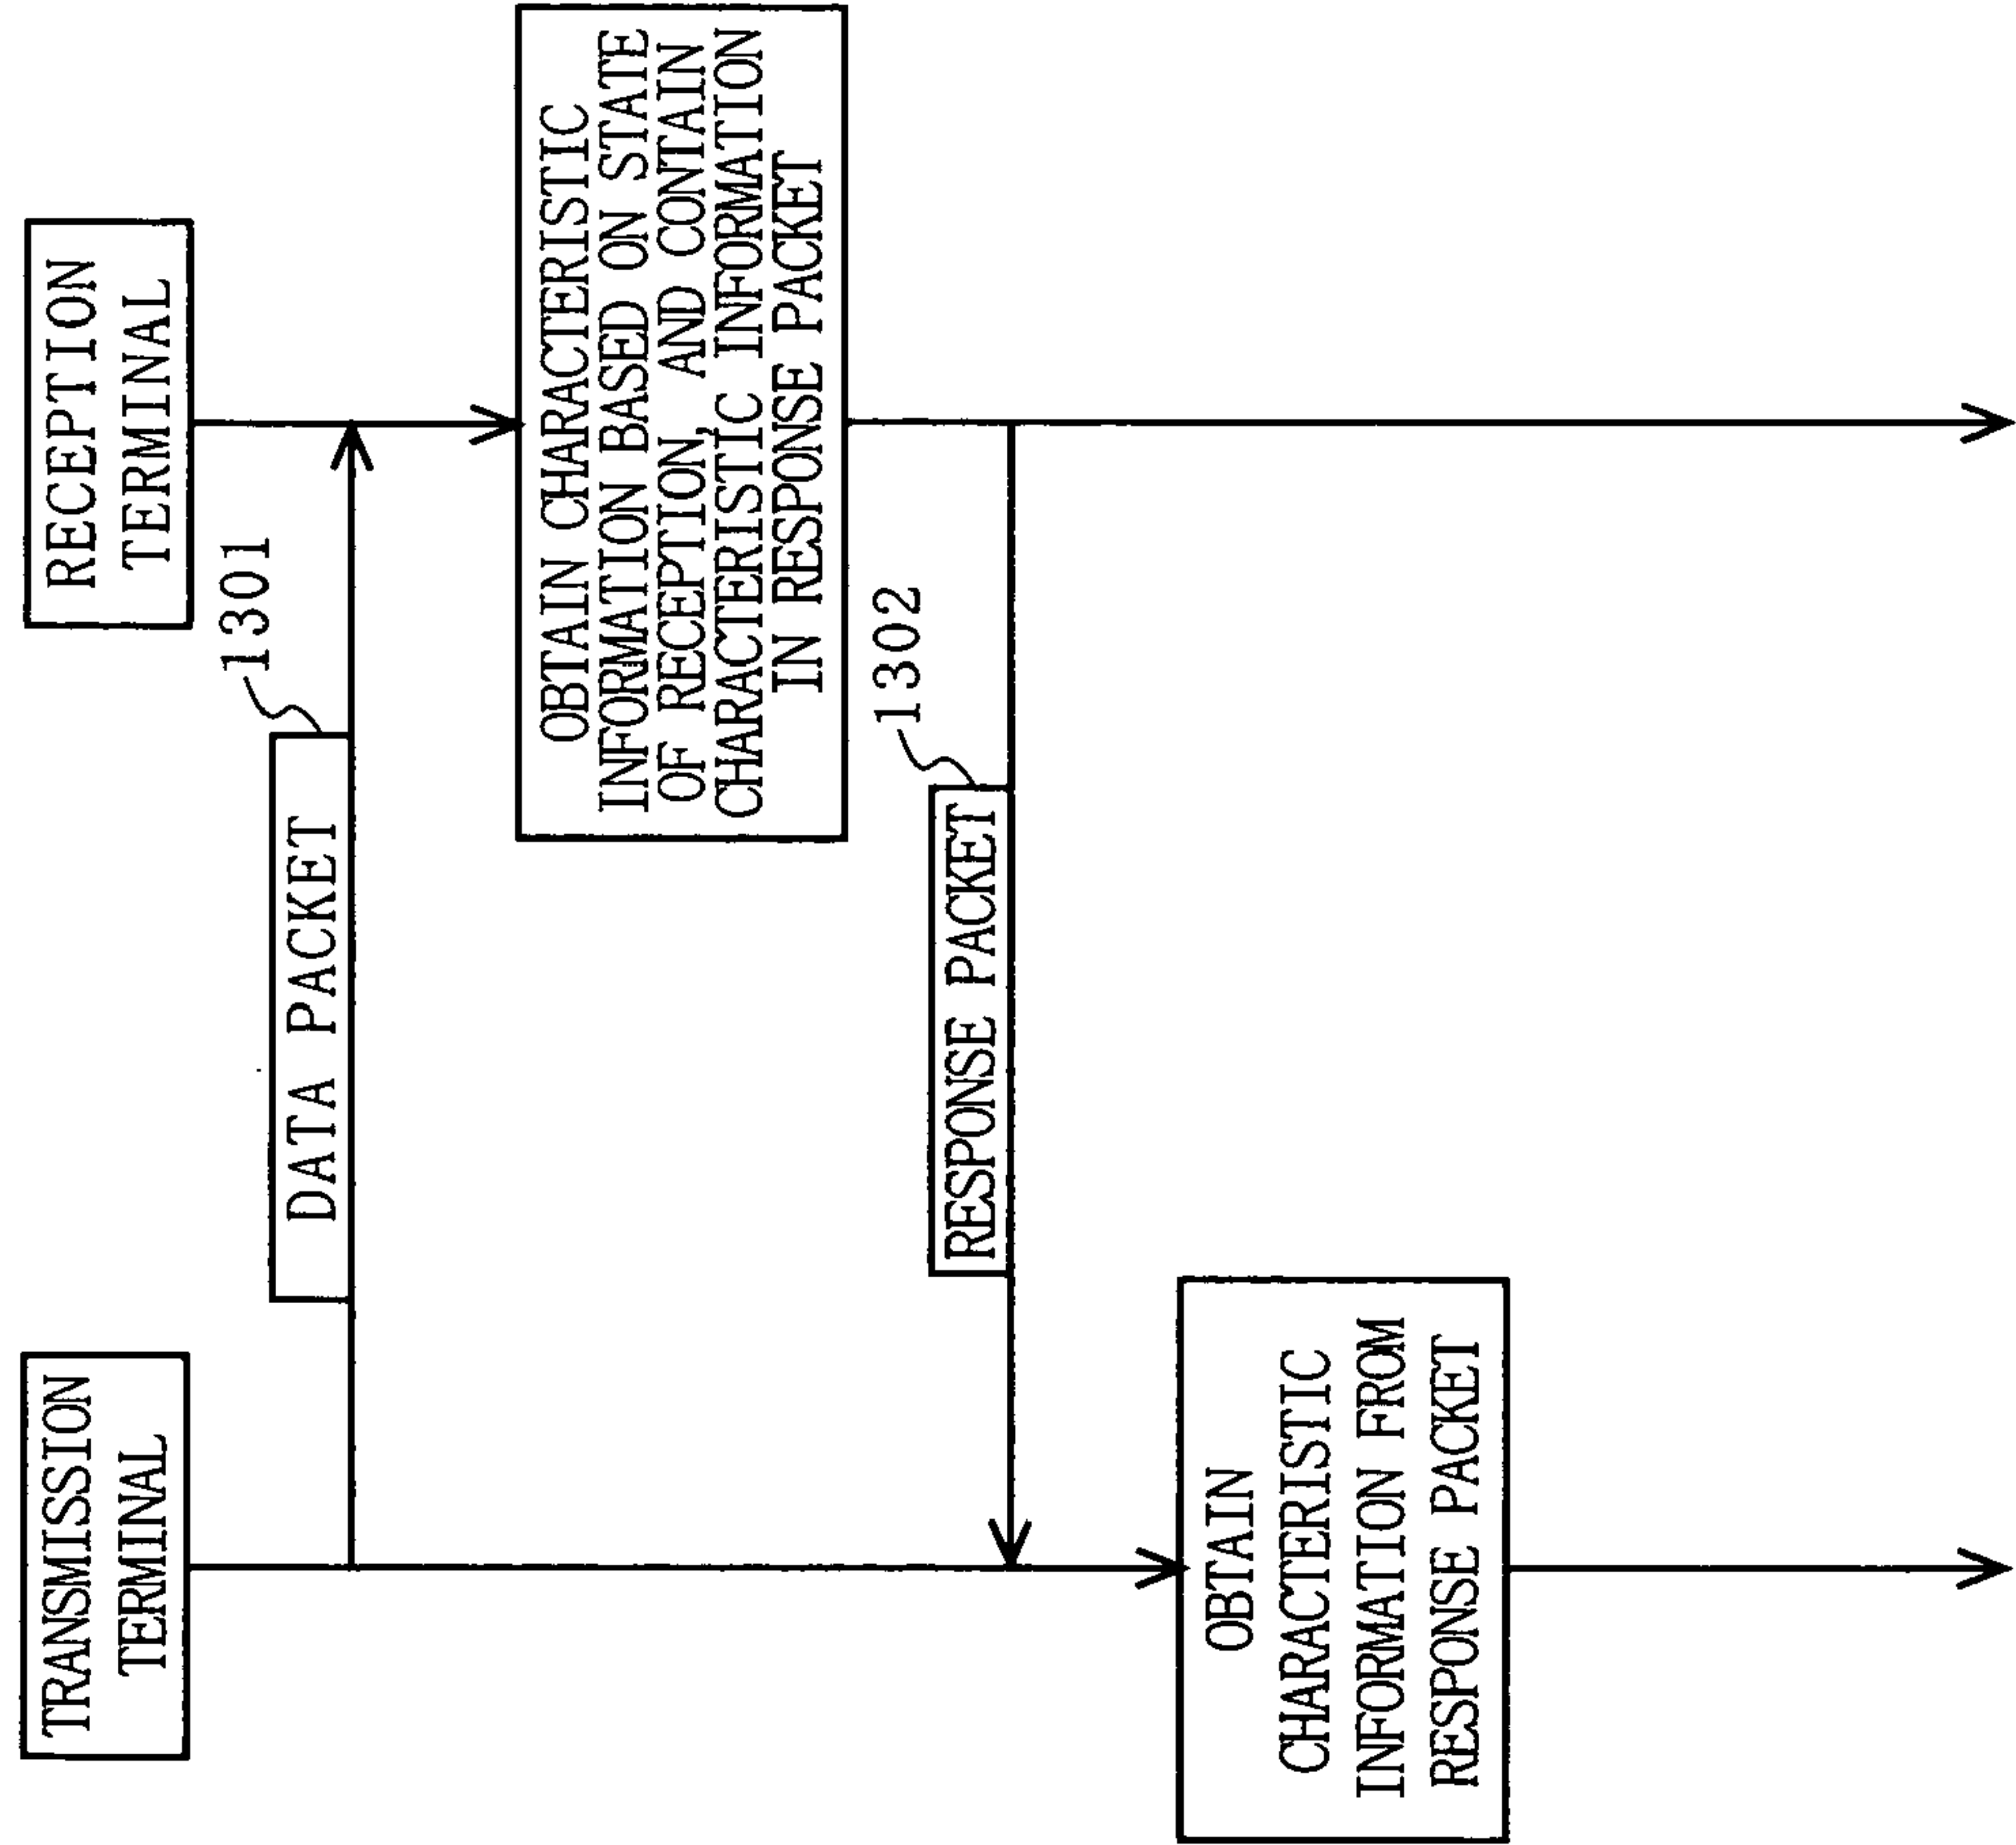 TRANSMISSION
TERMINAL
RECEPTION
TERMINAL
1301
DATA PACKET
OBTAIN CHARACTERISTIC
INFORMATION BASED ON STATE
OF RECEPTION, AND CONTAIN
CHARACTERISTIC INFORMATION
IN RESPONSE PACKET
1302
RESPONSE PACKET
OBTAIN
CHARACTERISTIC
INFORMATION FROM
RESPONSE PACKET